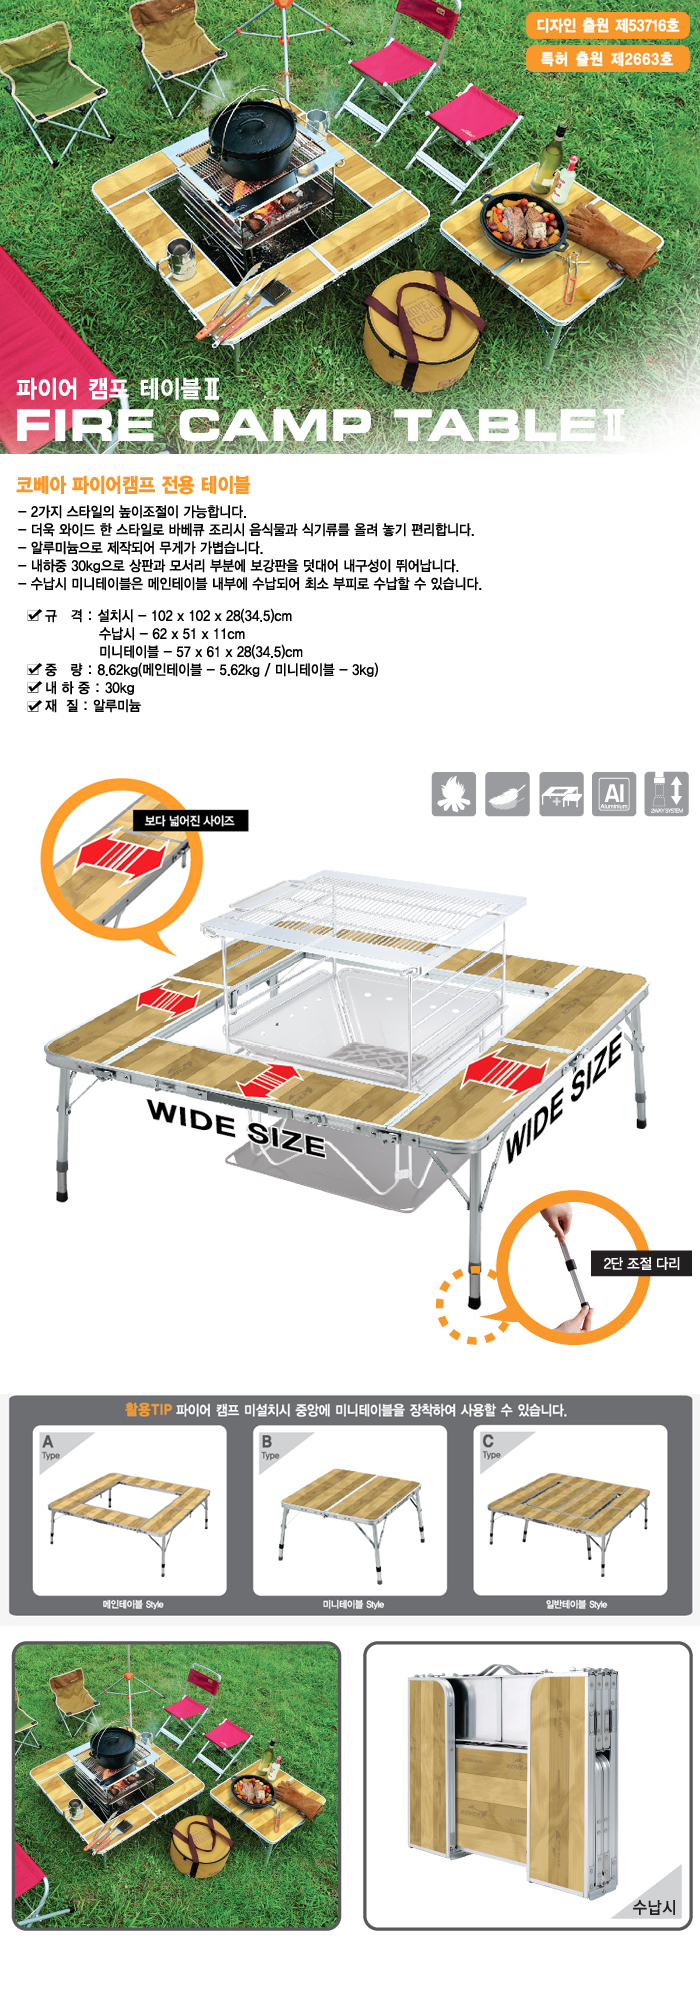 디자인 출원 제53716호
특허 출원 제2663호
파이어 캠프 테이블Ⅱ
FIRE CAMP TABLEⅡ
코베아 파이어캠프 전용 테이블
- 2가지 스타일의 높이조절이 가능합니다.
- 더욱 와이드 한 스타일로 바베큐 조리시 음식물과 식기류를 올려 놓기 편리합니다.
- 알루미늄으로 제작되어 무게가 가볍습니다.
- 내하중 30kg으로 상판과 모서리 부분에 보강판을 덧대어 내구성이 뛰어납니다.
- 수납시 미니테이블은 메인테이블 내부에 수납되어 최소 부피로 수납할 수 있습니다.
규 격 : 설치시 - 102 x 102 x 28(34.5)cm
수납시 - 62 x 51 x 11cm
미니테이블 - 57 x 61 x 28(34.5)cm
중 량 : 8.62kg(메인테이블 - 5.62kg / 미니테이블 - 3kg)
내 하 중 : 30kg
재 질 : 알루미늄
Al
Aluminium
2WAY SYSTEM
보다 넓어진 사이즈
WIDE SIZE
WIDE SIZE
2단 조절 다리
활용TIP 파이어 캠프 미설치시 중앙에 미니테이블을 장착하여 사용할 수 있습니다.
A
Type
B
Type
C
Type
메인테이블 Style
미니테이블 Style
일반테이블 Style
수납시